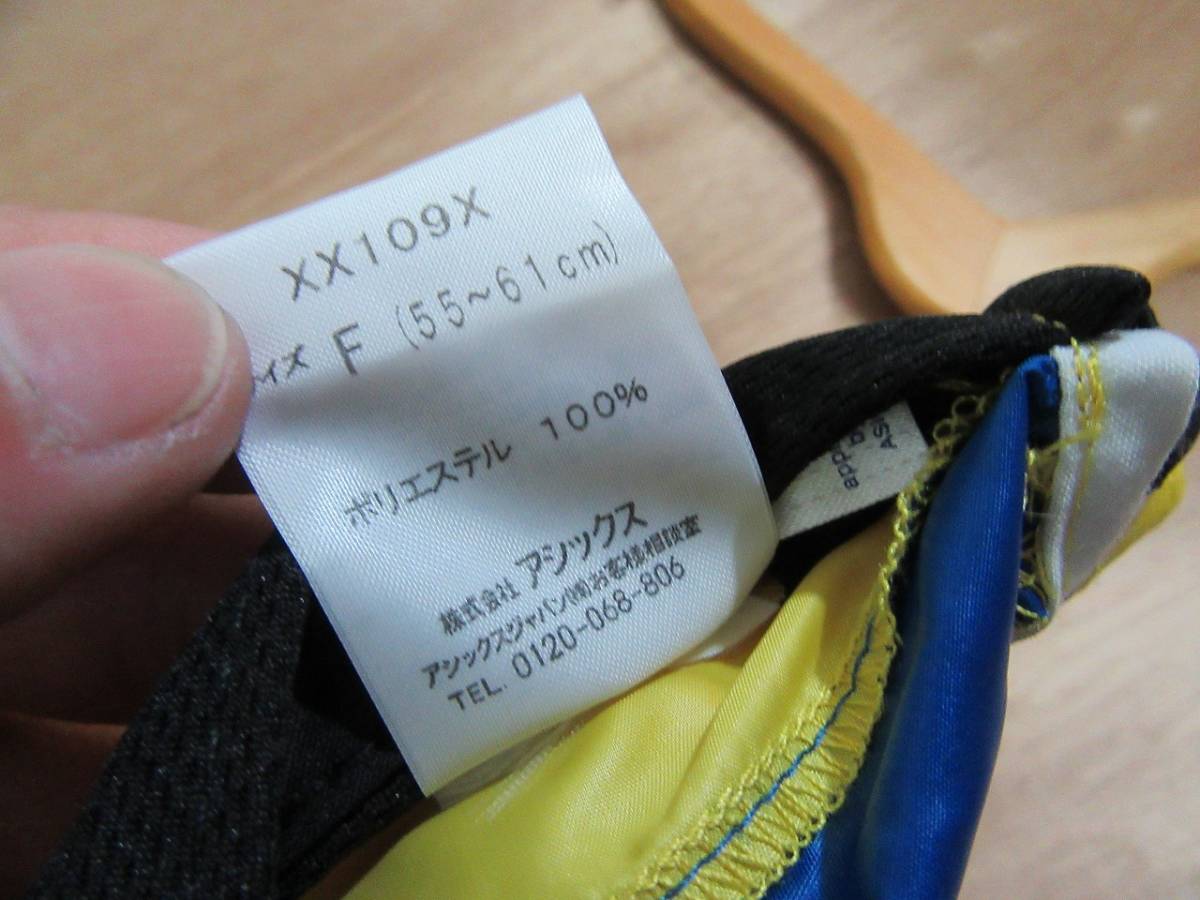 XX109X
イズ F (55~61cm)
ポリエステル 100%
株式会社 アシックス
アシックスジャパン(株)お客様相談室
TEL. 0120-068-806